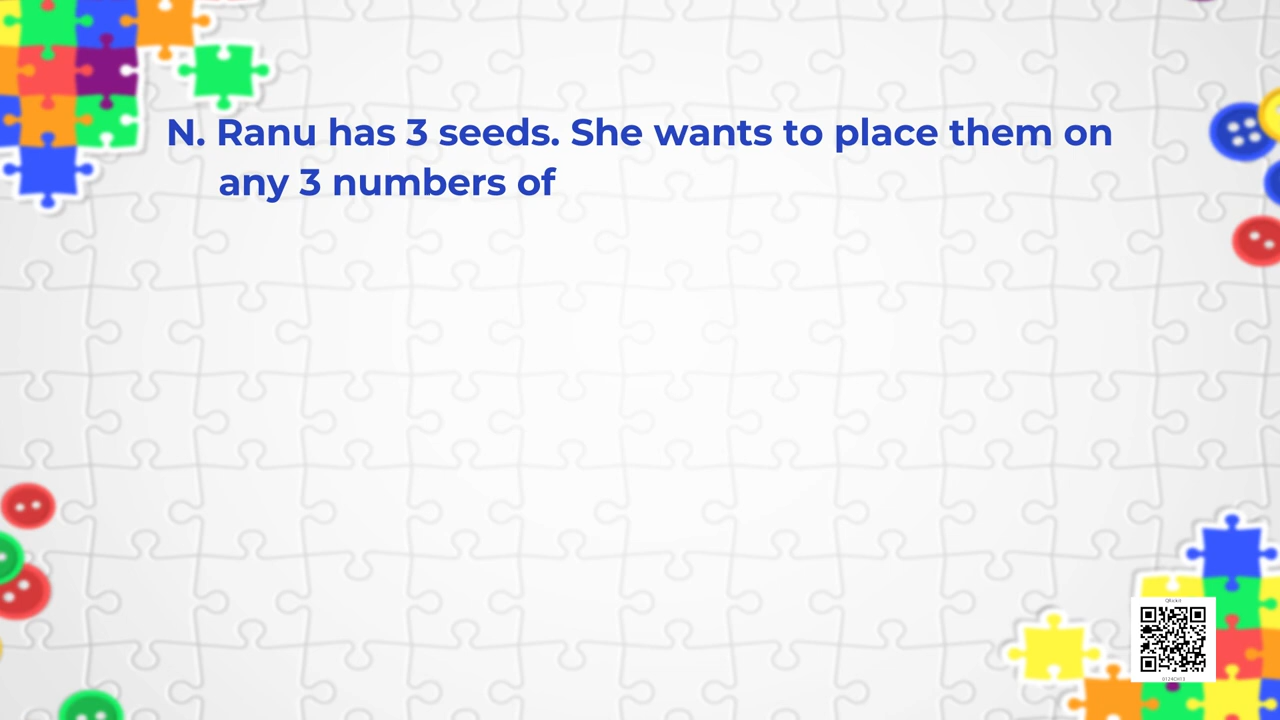 N. Ranu has 3 seeds. She wants to place them on
any 3 numbers of